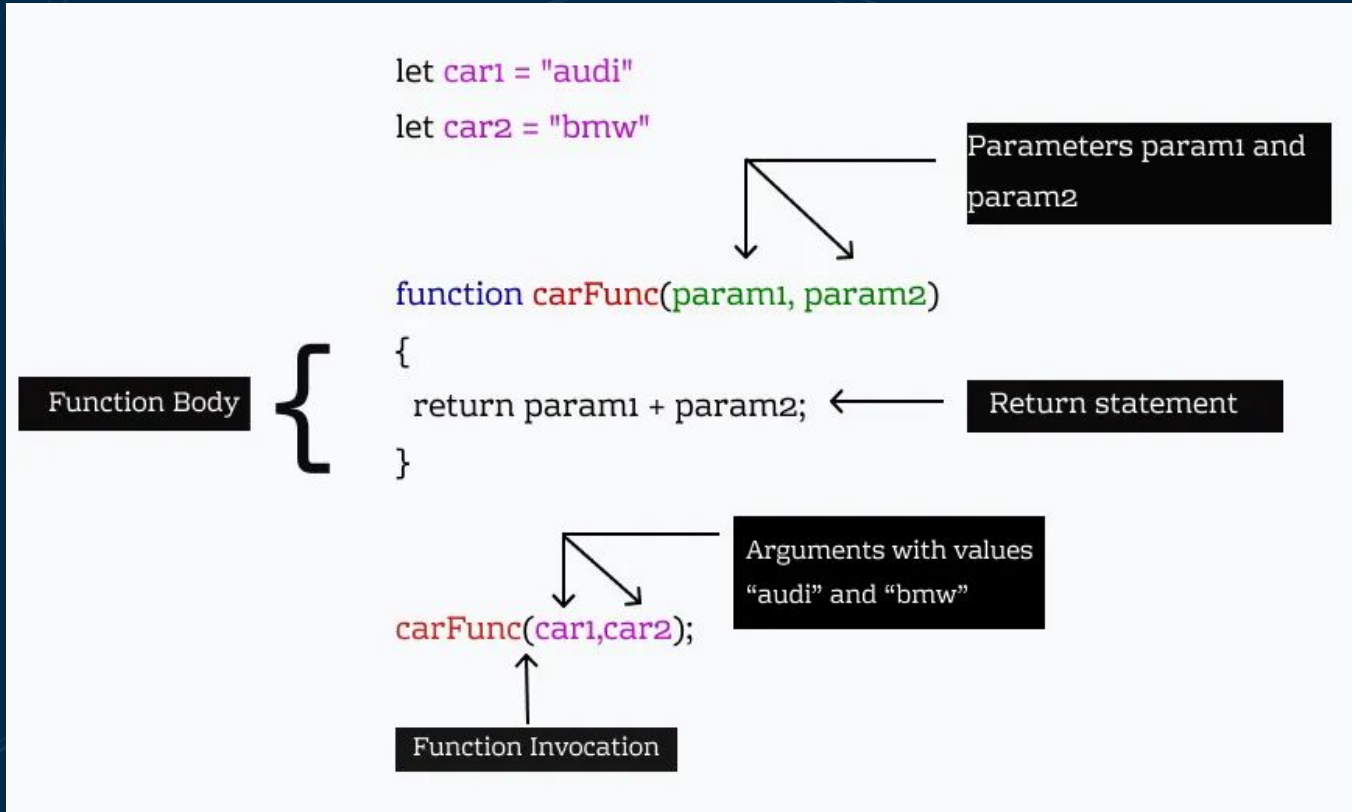 let car1 = "audi"
let car2 = "bmw"
Parameters param1 and
param2
function carFunc(param1, param2)
{
Function Body
return param1 + param2;
Return statement
}
Arguments with values
“audi” and “bmw”
carFunc(car1,car2);
Function Invocation